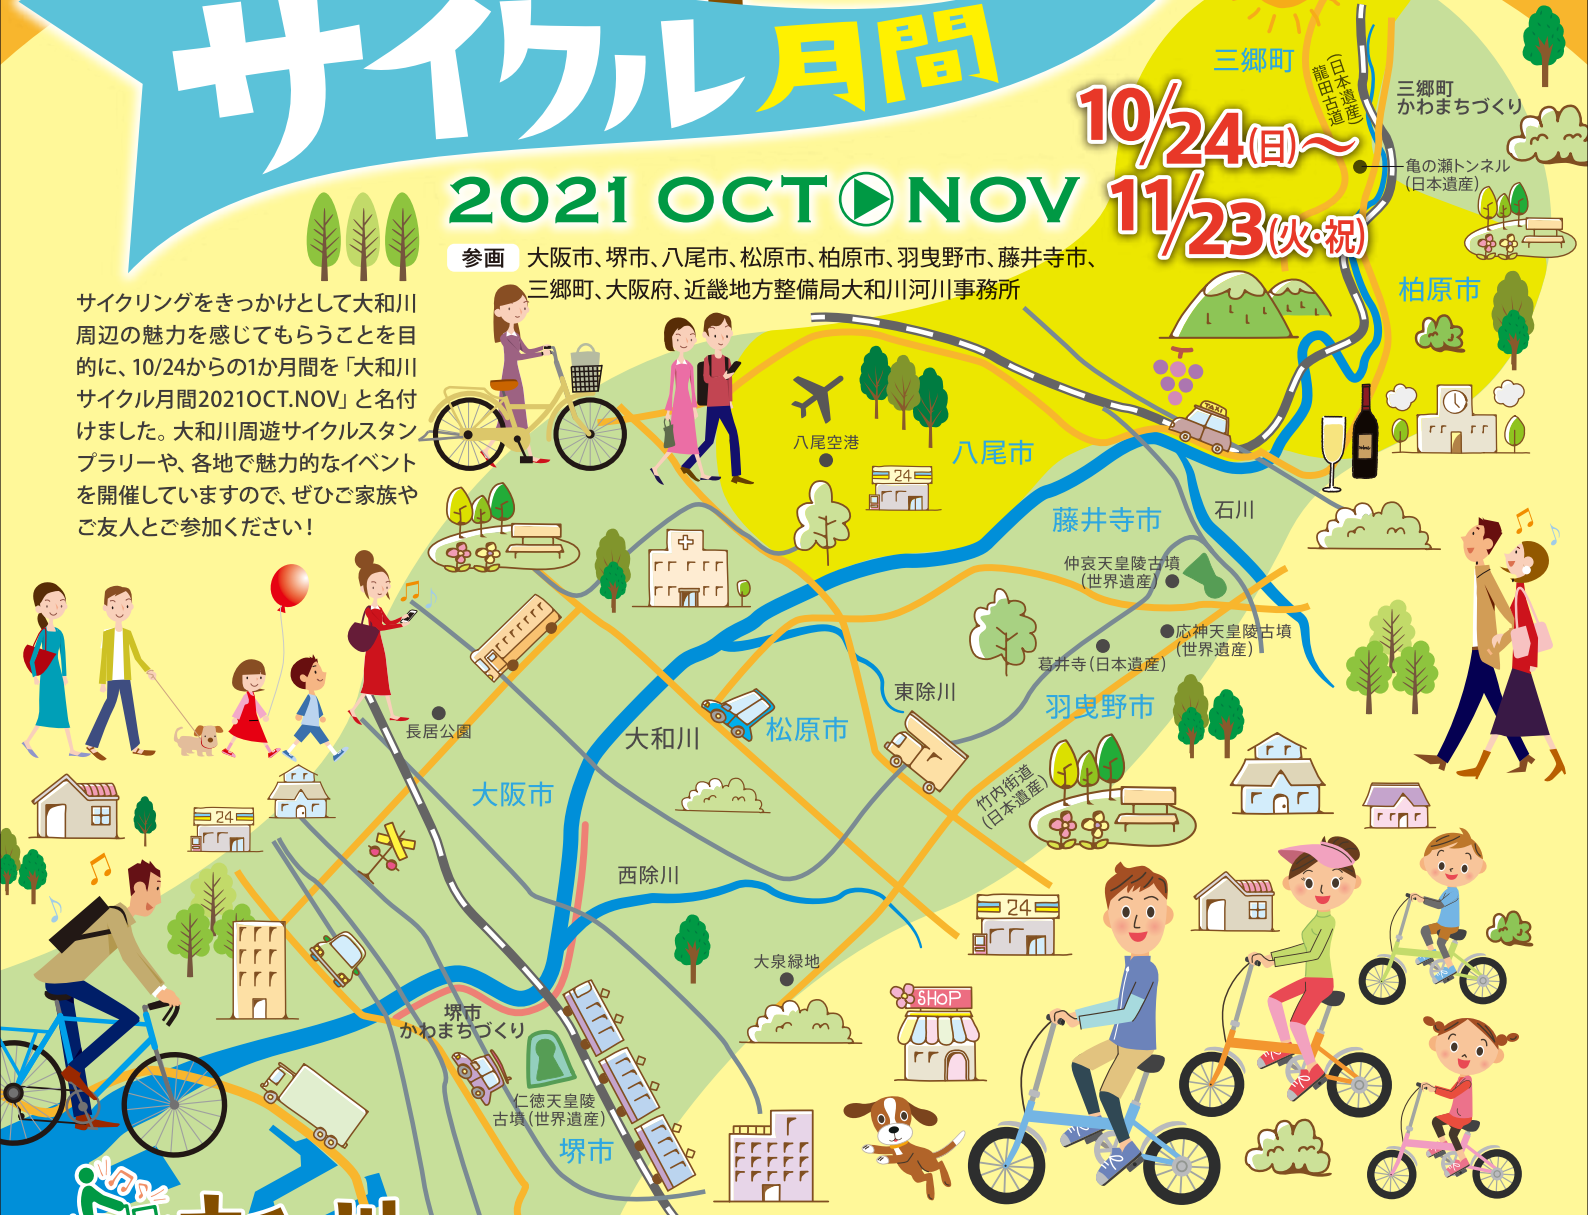 サイクル月間
2021 OCT NOV
10/24(日)〜
11/23(火・祝)
参画 大阪市、堺市、八尾市、松原市、柏原市、羽曳野市、藤井寺市、
三郷町、大阪府、近畿地方整備局大和川河川事務所
サイクリングをきっかけとして大和川
周辺の魅力を感じてもらうことを目
的に、10/24からの1か月間を「大和川
サイクル月間2021OCT.NOV」と名付
けました。大和川周遊サイクルスタン
プラリーや、各地で魅力的なイベント
を開催していますので、ぜひご家族や
ご友人とご参加ください！
三郷町
龍田古道
(日本遺産)
三郷町
かわまちづくり
亀の瀬トンネル
(日本遺産)
柏原市
TAXI
八尾空港
八尾市
24
藤井寺市
石川
仲哀天皇陵古墳
(世界遺産)
応神天皇陵古墳
(世界遺産)
葛井寺(日本遺産)
羽曳野市
東除川
松原市
大和川
長居公園
大阪市
竹内街道
(日本遺産)
24
西除川
24
大泉緑地
SHOP
堺市
かわまちづくり
仁徳天皇陵
古墳(世界遺産)
堺市